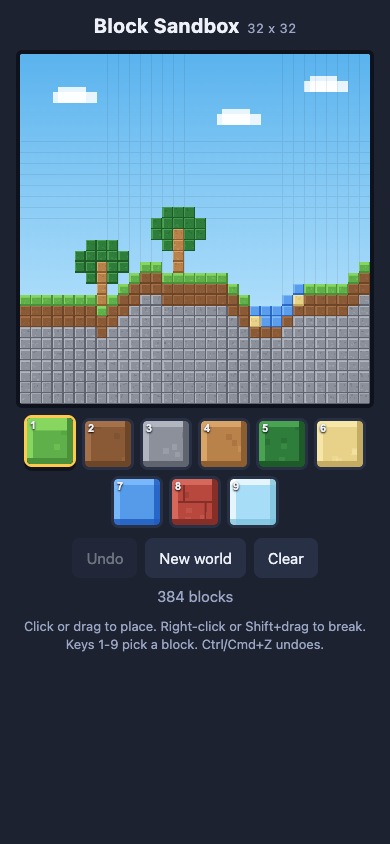 Block Sandbox 32 x 32
1 2 3 4 5 6
7 8 9
Undo New world Clear
384 blocks
Click or drag to place. Right-click or Shift+drag to break.
Keys 1-9 pick a block. Ctrl/Cmd+Z undoes.